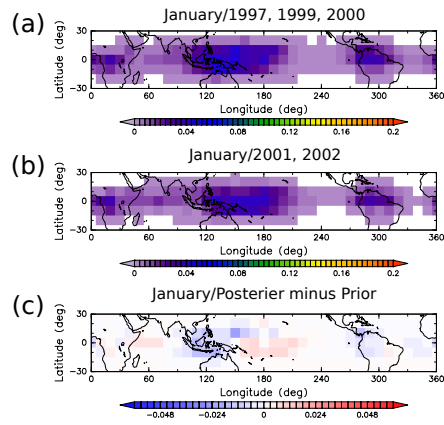 (a)
January/1997, 1999, 2000
Latitude (deg)
30
0
-30
0 60 120 180 240 300 360
Longitude (deg)
0 0.04 0.08 0.12 0.16 0.2
(b)
January/2001, 2002
Latitude (deg)
30
0
-30
0 60 120 180 240 300 360
Longitude (deg)
0 0.04 0.08 0.12 0.16 0.2
(c)
January/Posterier minus Prior
Latitude (deg)
30
0
-30
0 60 120 180 240 300 360
Longitude (deg)
-0.048 -0.024 0 0.024 0.048